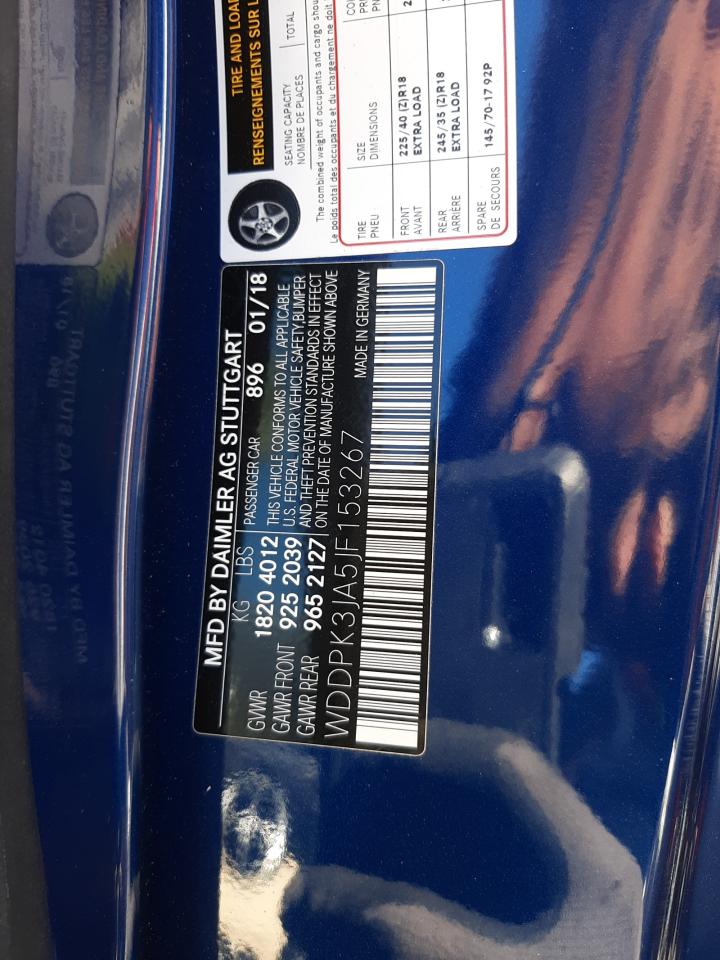 MFD BY DAIMLER AG STUTTGART
KG LBS PASSENGER CAR 896 01/18
GVWR 1820 4012 THIS VEHICLE CONFORMS TO ALL APPLICABLE
GAWR FRONT 925 2039 U.S. FEDERAL MOTOR VEHICLE SAFETY,BUMPER
GAWR REAR 965 2127 AND THEFT PREVENTION STANDARDS IN EFFECT
ON THE DATE OF MANUFACTURE SHOWN ABOVE
WDDPK3JA5JF153267 MADE IN GERMANY
TIRE AND LOAD
RENSEIGNEMENTS SUR L
SEATING CAPACITY TOTAL
NOMBRE DE PLACES
The combined weight of occupants and cargo shou
Le poids total des occupants et du chargement ne doit
TIRE SIZE
PNEU DIMENSIONS
FRONT 225/40 (Z)R18
AVANT EXTRA LOAD
REAR 245/35 (Z)R18
ARRIÈRE EXTRA LOAD
SPARE 145/70-17 92P
DE SECOURS